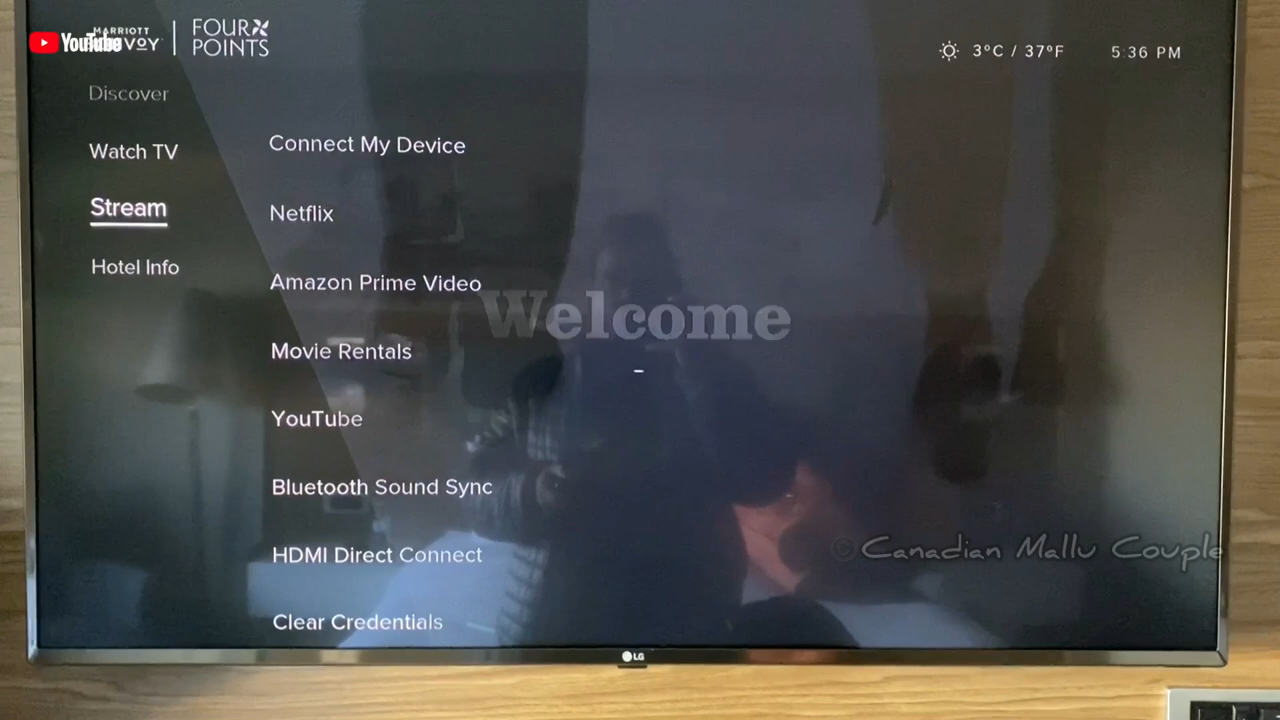 MARRIOTT
BONVOY
FOUR
POINTS
YouTube
3°C / 37°F
5:36 PM
Discover
Watch TV
Stream
Hotel Info
Connect My Device
Netflix
Amazon Prime Video
Movie Rentals
YouTube
Bluetooth Sound Sync
HDMI Direct Connect
Clear Credentials
Welcome
© Canadian Mallu Couple
LG